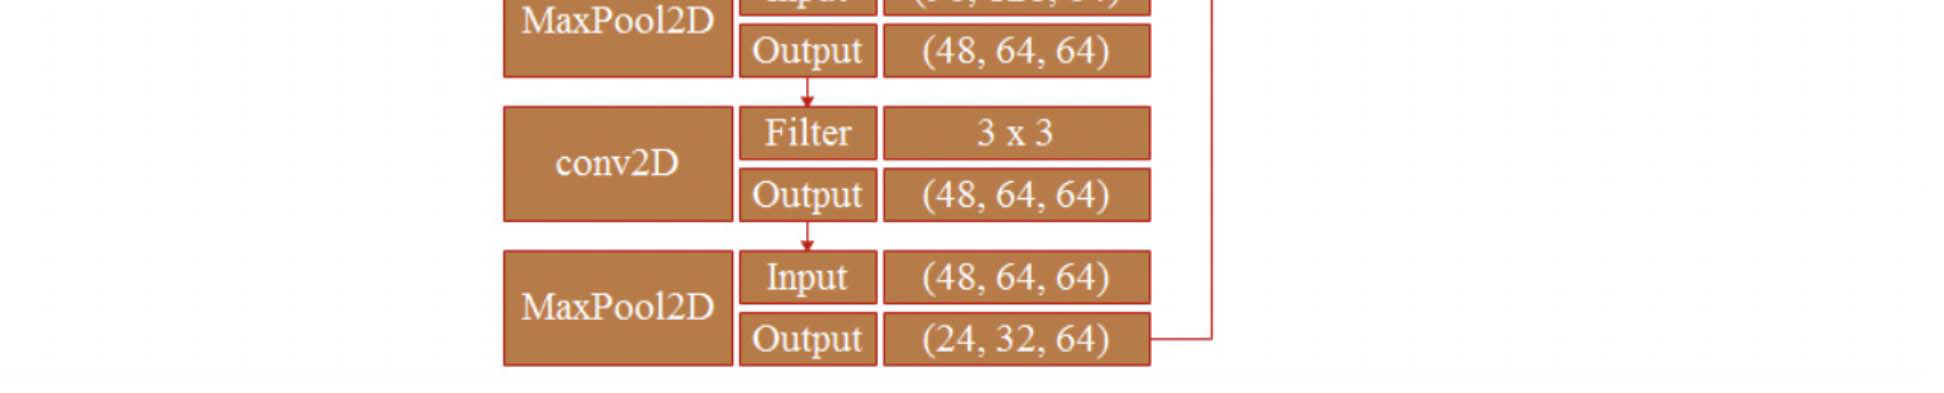 MaxPool2D
Output (48, 64, 64)
conv2D
Filter 3 x 3
Output (48, 64, 64)
MaxPool2D
Input (48, 64, 64)
Output (24, 32, 64)